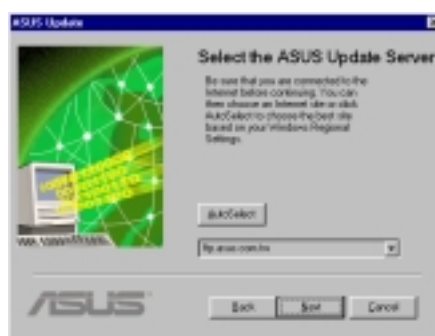 ASUS Update
Select the ASUS Update Server
Be sure that you are connected to the
Internet before continuing. You can
then choose an Internet site or click
AutoSelect to choose the best site
based on your Windows Regional
Settings.
AutoSelect
ftp.asus.com.tw
ASUS
Back Next Cancel